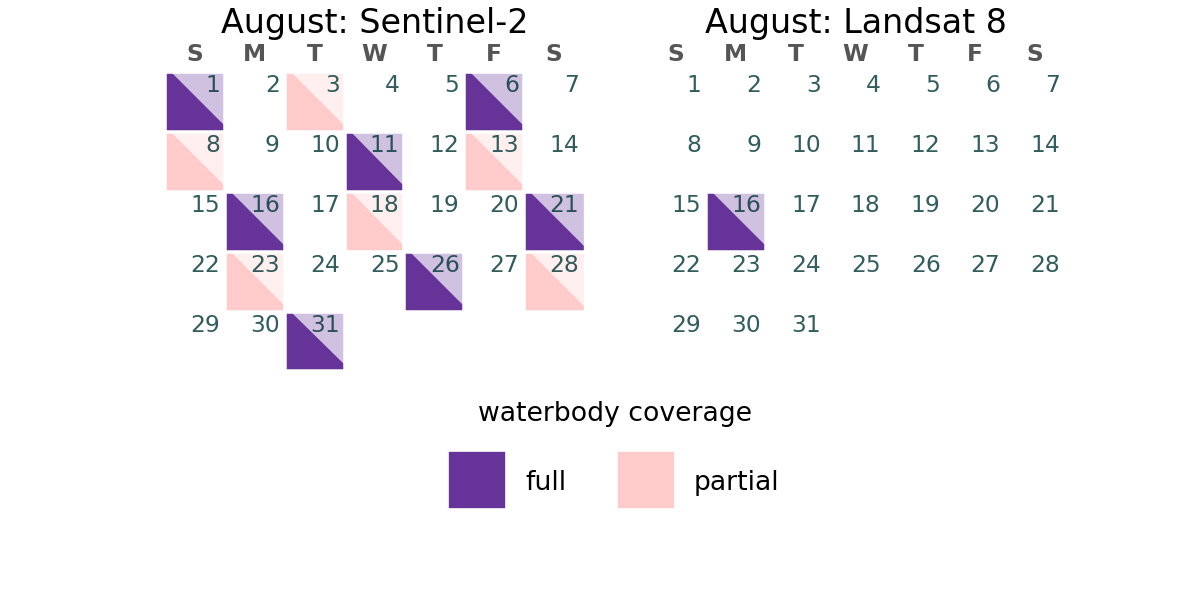 August: Sentinel-2
S M T W T F S
1 2 3 4 5 6 7
8 9 10 11 12 13 14
15 16 17 18 19 20 21
22 23 24 25 26 27 28
29 30 31
August: Landsat 8
S M T W T F S
1 2 3 4 5 6 7
8 9 10 11 12 13 14
15 16 17 18 19 20 21
22 23 24 25 26 27 28
29 30 31
waterbody coverage
full
partial